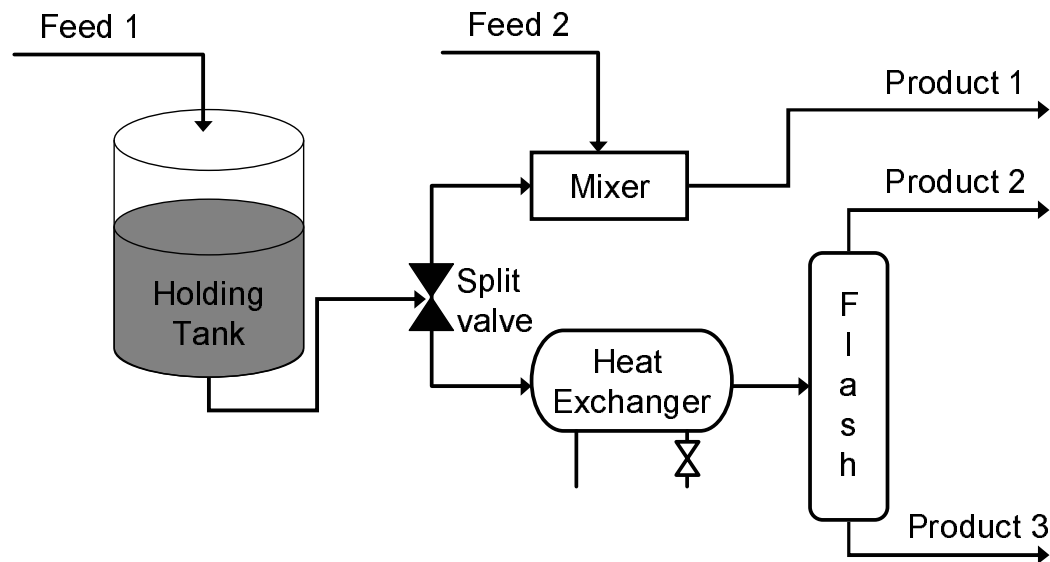 Feed 1
Feed 2
Product 1
Mixer
Product 2
Holding
Tank
Split
valve
Heat
Exchanger
F
l
a
s
h
Product 3